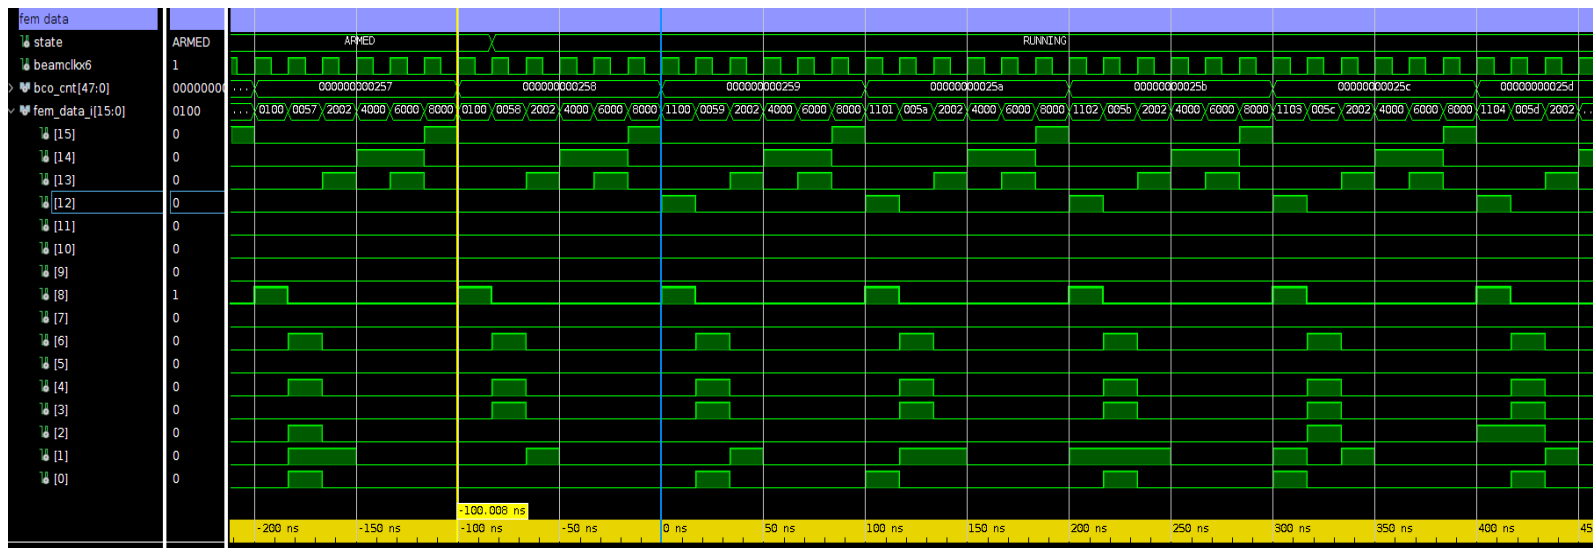 fem data
state ARMED ARMED RUNNING
beamclkx6 1
bco_cnt[47:0] 00000000 ... 000000000257 000000000258 000000000259 00000000025a 00000000025b 00000000025c 00000000025d
fem_data_i[15:0] 0100 ... 0100 0057 2002 4000 6000 8000 0100 0058 2002 4000 6000 8000 1100 0059 2002 4000 6000 8000 1101 005a 2002 4000 6000 8000 1102 005b 2002 4000 6000 8000 1103 005c 2002 4000 6000 8000 1104 005d 2002 ..
[15] 0
[14] 0
[13] 0
[12] 0
[11] 0
[10] 0
[9] 0
[8] 1
[7] 0
[6] 0
[5] 0
[4] 0
[3] 0
[2] 0
[1] 0
[0] 0
-100.008 ns
-200 ns -150 ns -100 ns -50 ns 0 ns 50 ns 100 ns 150 ns 200 ns 250 ns 300 ns 350 ns 400 ns 45